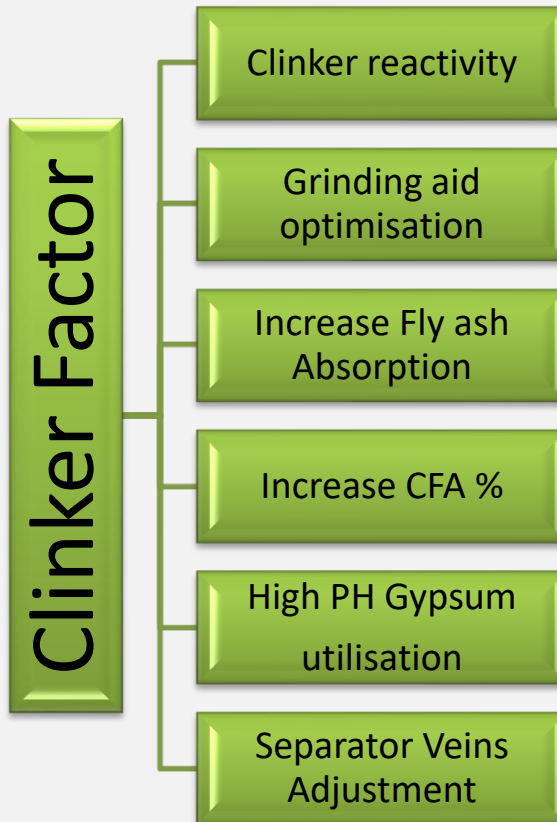 Clinker Factor
Clinker reactivity
Grinding aid
optimisation
Increase Fly ash
Absorption
Increase CFA %
High PH Gypsum
utilisation
Separator Veins
Adjustment